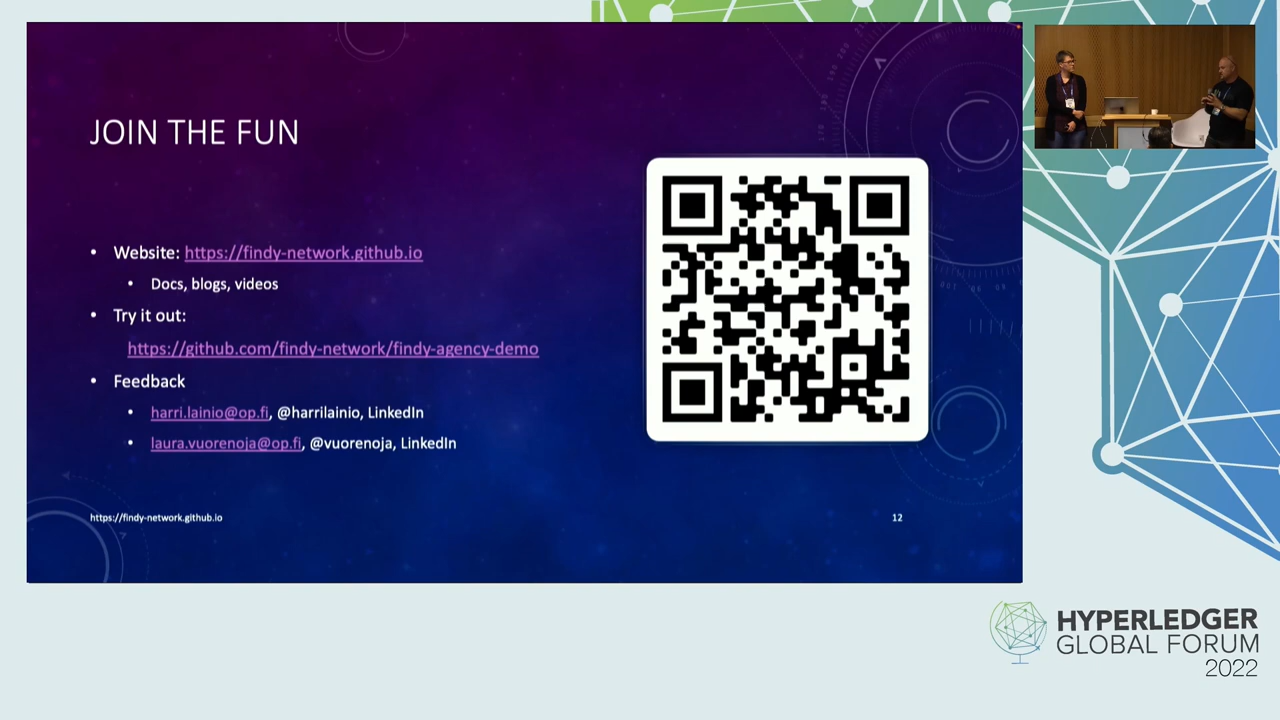 JOIN THE FUN
• Website: https://findy-network.github.io
• Docs, blogs, videos
• Try it out:
https://github.com/findy-network/findy-agency-demo
• Feedback
• harri.lainio@op.fi, @harrilainio, LinkedIn
• laura.vuorenoja@op.fi, @vuorenoja, LinkedIn
https://findy-network.github.io
12
HYPERLEDGER
GLOBAL FORUM
2022